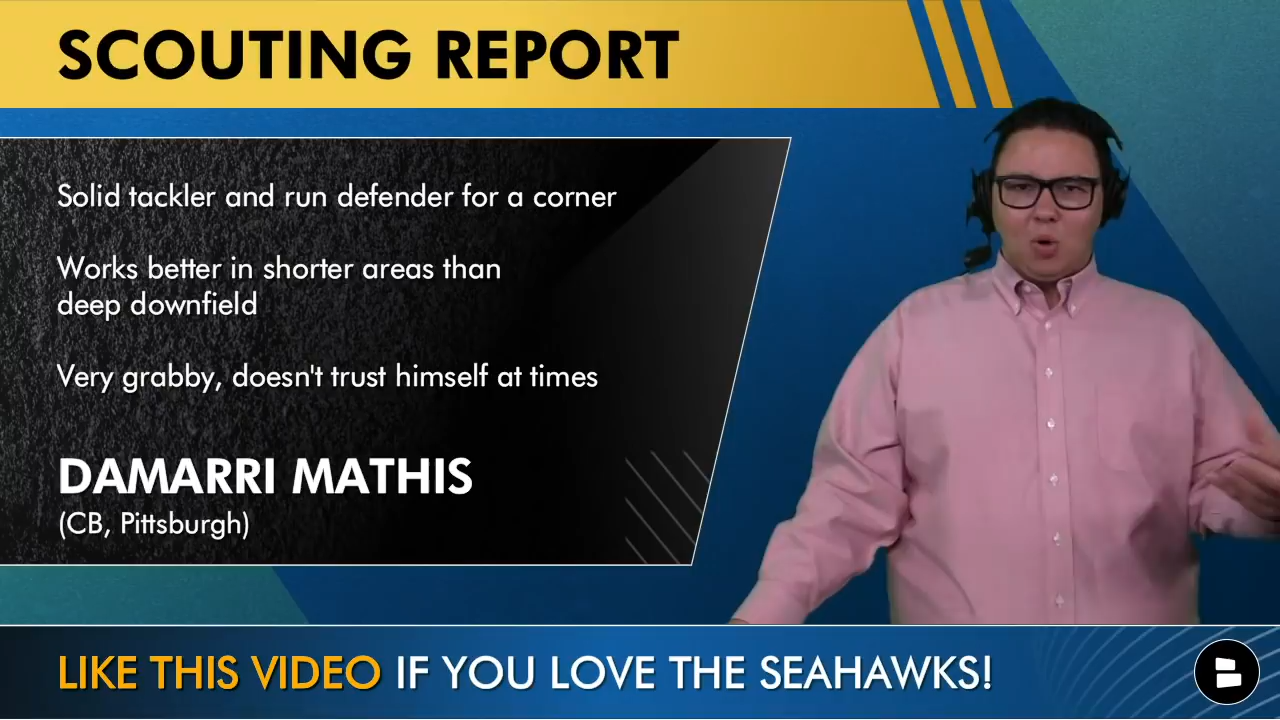 SCOUTING REPORT
Solid tackler and run defender for a corner
Works better in shorter areas than
deep downfield
Very grabby, doesn't trust himself at times
DAMARRI MATHIS
(CB, Pittsburgh)
LIKE THIS VIDEO IF YOU LOVE THE SEAHAWKS!